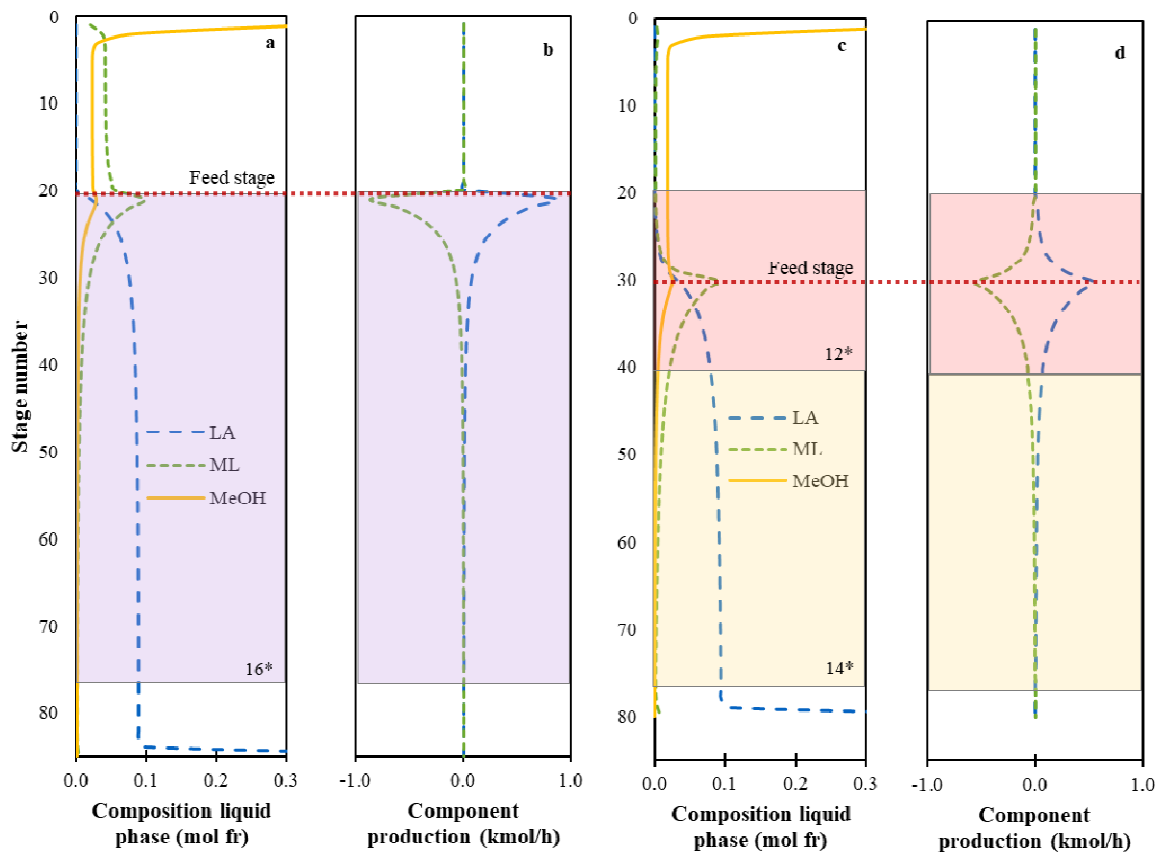 0
10
20
30
40
50
60
70
80
Stage number
a
Feed stage
LA
ML
MeOH
16*
0.0 0.1 0.2 0.3
Composition liquid
phase (mol fr)
b
-1.0 0.0 1.0
Component
production (kmol/h)
0
10
20
30
40
50
60
70
80
c
Feed stage
12*
LA
ML
MeOH
14*
0.0 0.1 0.2 0.3
Composition liquid
phase (mol fr)
d
-1.0 0.0 1.0
Component
production (kmol/h)